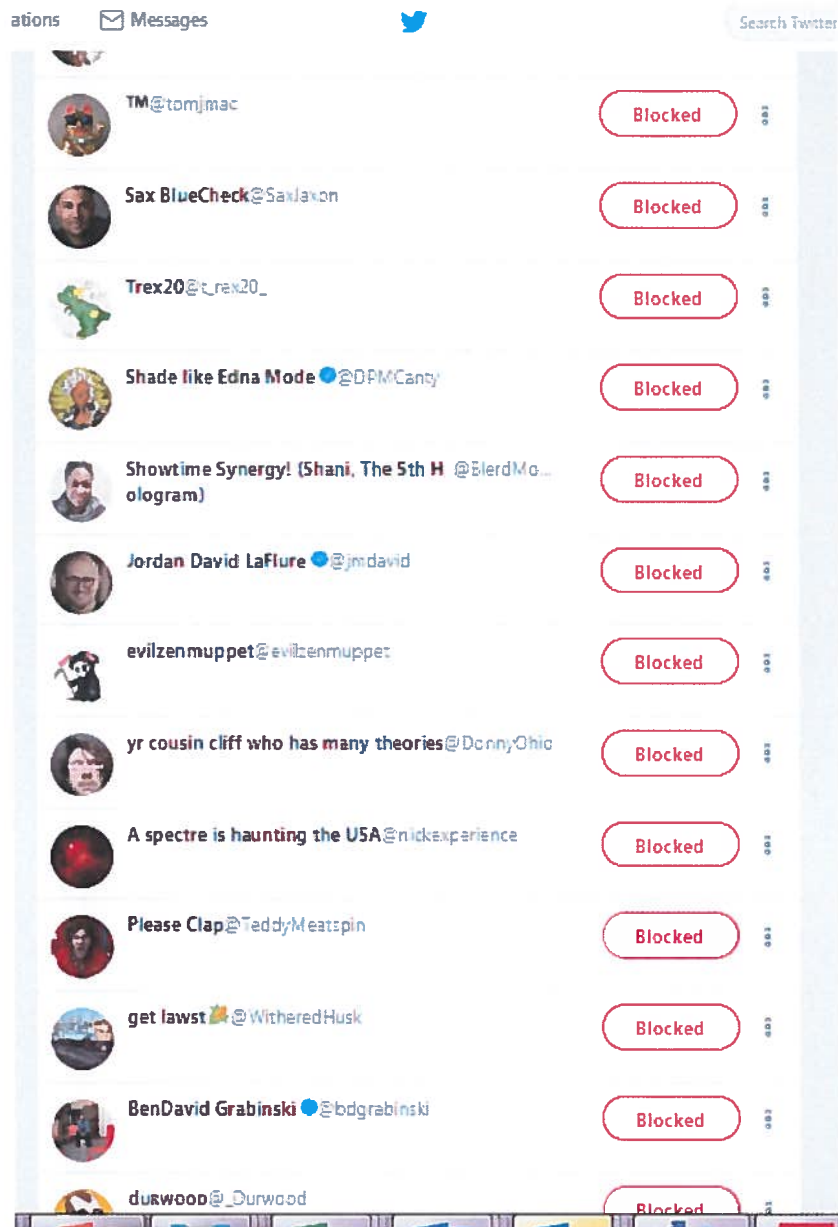 ations Messages Search Twitter
TM@tomjmac Blocked
Sax BlueCheck@SaxJaxon Blocked
Trex20@t_rex20_ Blocked
Shade like Edna Mode @DPMCanty Blocked
Showtime Synergy! (Shani, The 5th H @BlerdMo... Blocked
ologram)
Jordan David LaFlure @jmdavid Blocked
evilzenmuppet@evilzenmuppet Blocked
yr cousin cliff who has many theories@DonnyOhio Blocked
A spectre is haunting the USA@nickexperience Blocked
Please Clap@TeddyMeatspin Blocked
get lawst🌽@WitheredHusk Blocked
BenDavid Grabinski @bdgrabinski Blocked
durwood@_Durwood Blocked